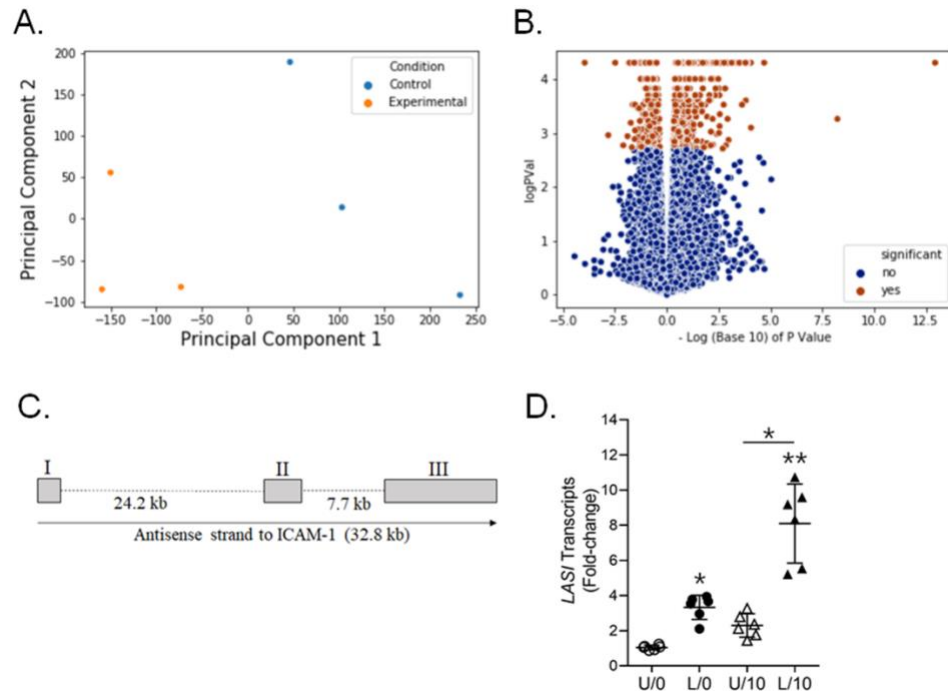 A.
200
150
100
50
0
−50
−100
Principal Component 2
Condition
Control
Experimental
−150
−100
−50
0
50
100
150
200
250
Principal Component 1
B.
4
3
2
1
0
logPVal
significant
no
yes
−5.0
−2.5
0.0
2.5
5.0
7.5
10.0
12.5
- Log (Base 10) of P Value
C.
I
II
III
24.2 kb
7.7 kb
Antisense strand to ICAM-1 (32.8 kb)
D.
14
12
10
8
6
4
2
0
LASI Transcripts
(Fold-change)
*
*
**
U/0
L/0
U/10
L/10